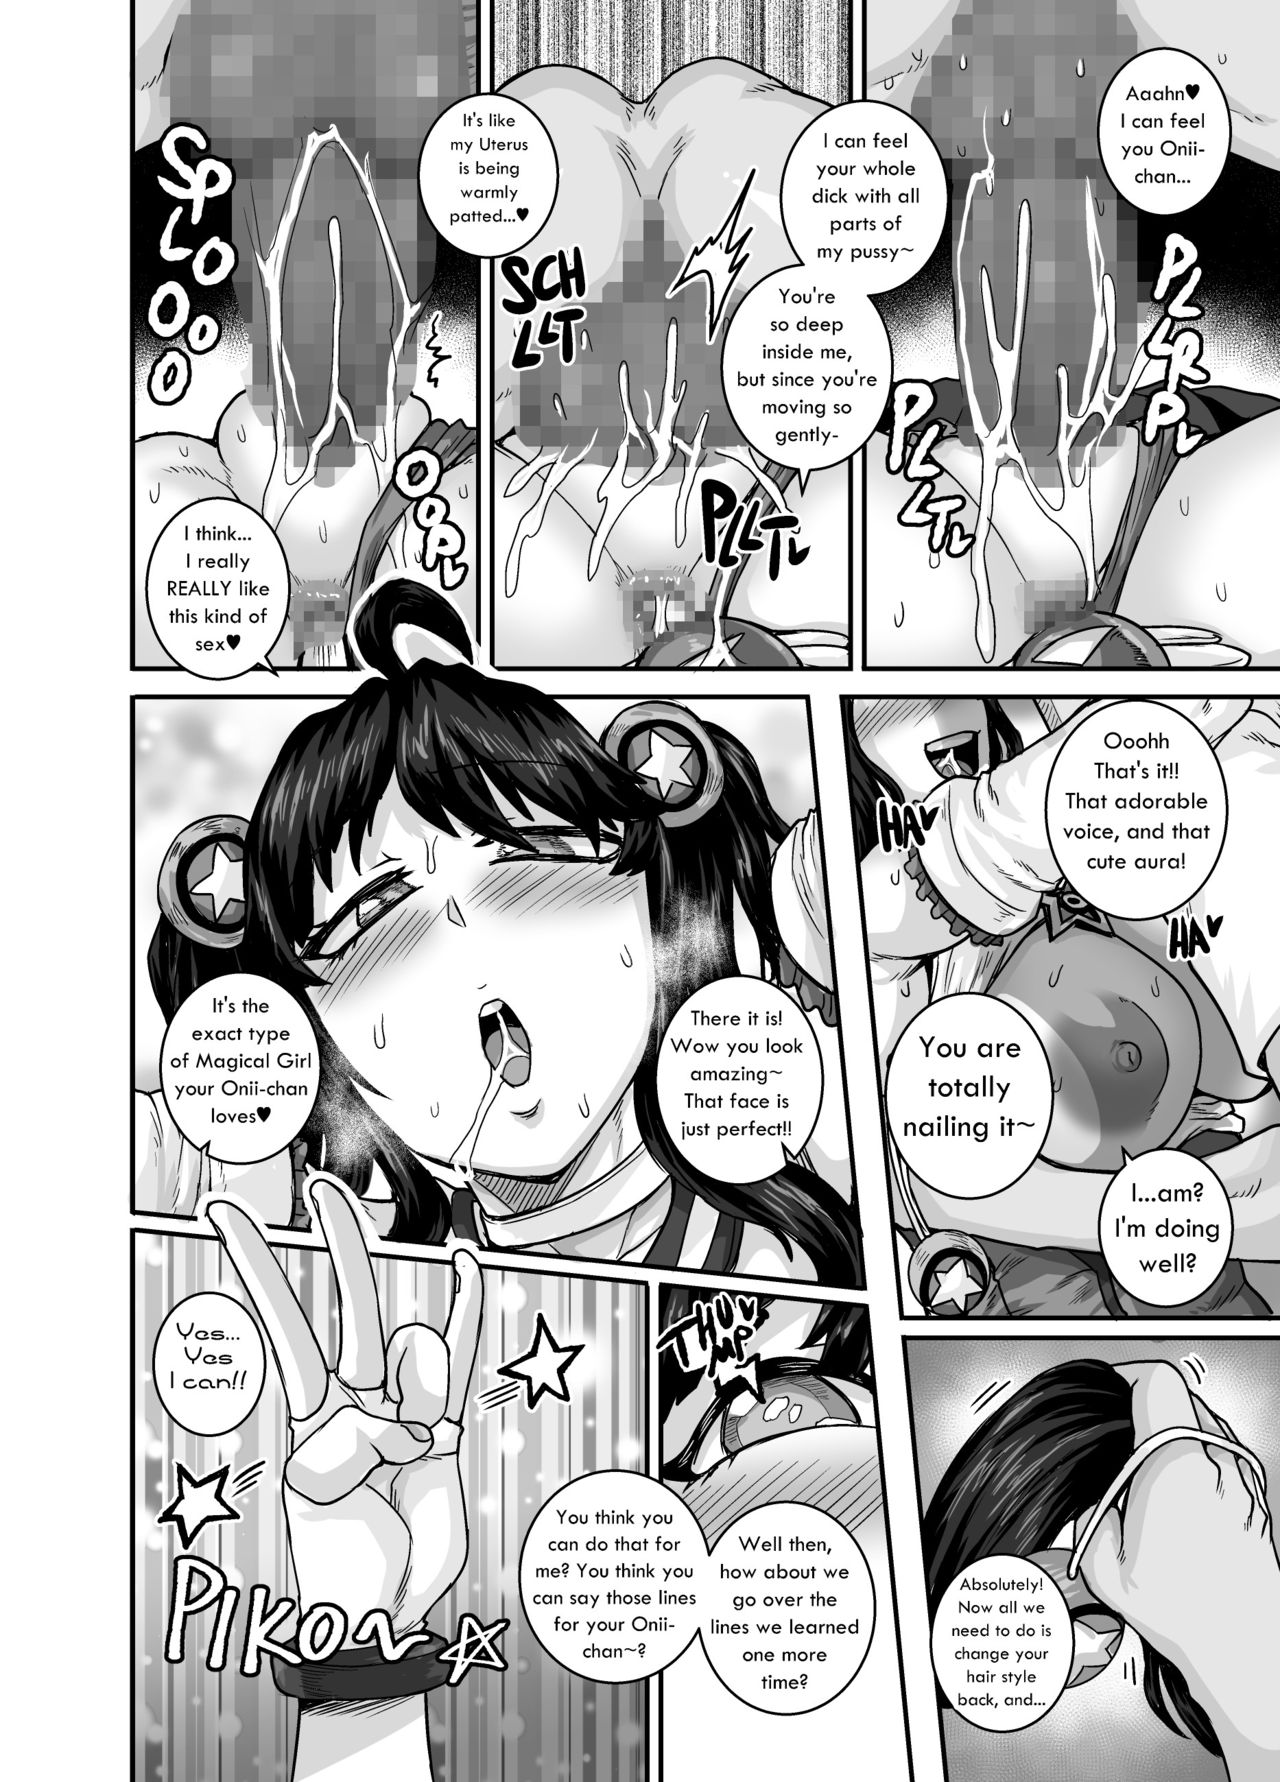 Aaahn♥
I can feel
you Onii-
chan...
PLLRP♥
PLLT♥
I can feel
your whole
dick with all
parts of
my pussy~
You're
so deep
inside me,
but since you're
moving so
gently-
SCHLLT
PLLT♥
It's like
my Uterus
is being
warmly
patted...♥
SPLOOOOO
OOP♥
I think...
I really
REALLY like
this kind of
sex♥
Ooohh
That's it!!
That adorable
voice, and that
cute aura!
HA♥
HA♥
You are
totally
nailing it~
I...am?
I'm doing
well?
There it is!
Wow you look
amazing~
That face is
just perfect!!
It's the
exact type
of Magical Girl
your Onii-chan
loves♥
Absolutely!
Now all we
need to do is
change your
hair style
back, and...
THUMP
Well then,
how about we
go over the
lines we learned
one more
time?
You think you
can do that for
me? You think you
can say those lines
for your Onii-
chan~?
Yes...
Yes
I can!!
PIKO~☆